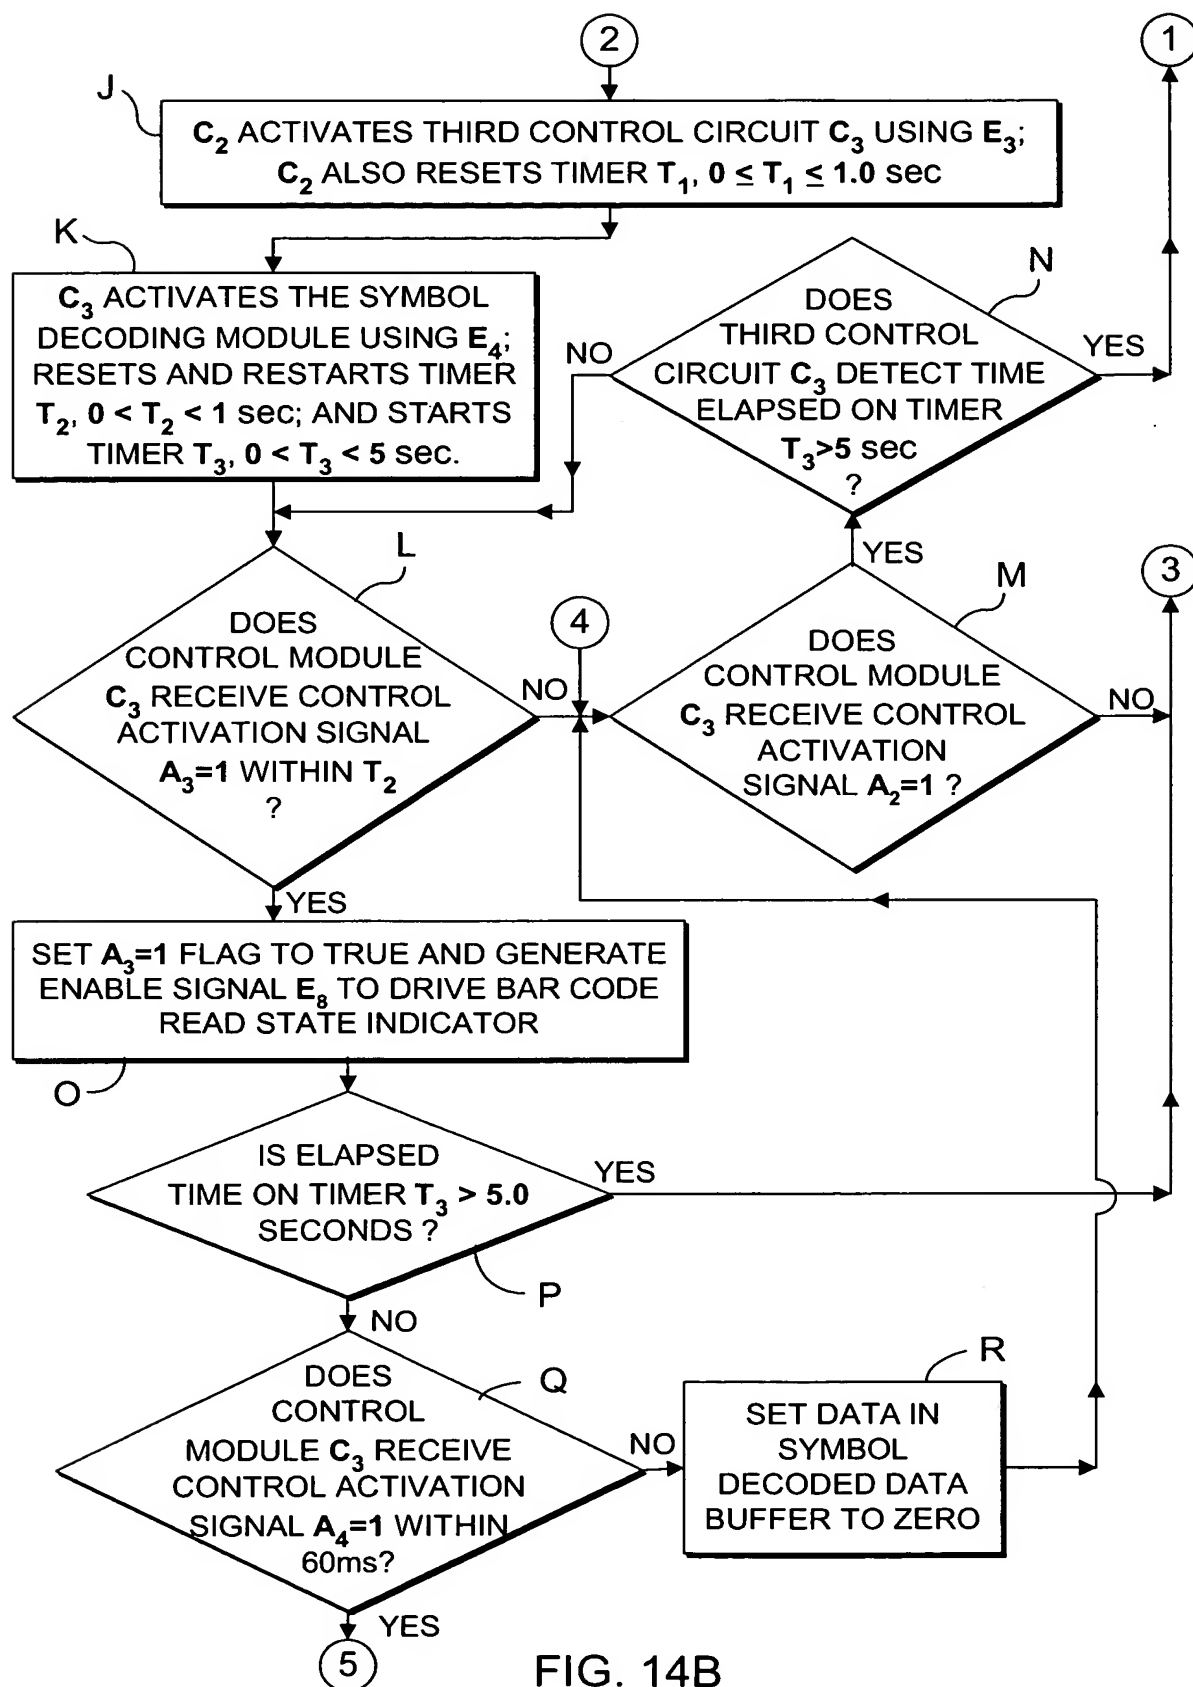 2
1
J
C2 ACTIVATES THIRD CONTROL CIRCUIT C3 USING E3;
C2 ALSO RESETS TIMER T1, 0 ≤ T1 ≤ 1.0 sec
K
C3 ACTIVATES THE SYMBOL
DECODING MODULE USING E4;
RESETS AND RESTARTS TIMER
T2, 0 < T2 < 1 sec; AND STARTS
TIMER T3, 0 < T3 < 5 sec.
N
DOES
THIRD CONTROL
CIRCUIT C3 DETECT TIME
ELAPSED ON TIMER
T3>5 sec
?
NO
YES
YES
L
DOES
CONTROL MODULE
C3 RECEIVE CONTROL
ACTIVATION SIGNAL
A3=1 WITHIN T2
?
NO
4
M
DOES
CONTROL MODULE
C3 RECEIVE CONTROL
ACTIVATION
SIGNAL A2=1 ?
NO
3
YES
SET A3=1 FLAG TO TRUE AND GENERATE
ENABLE SIGNAL E8 TO DRIVE BAR CODE
READ STATE INDICATOR
O
IS ELAPSED
TIME ON TIMER T3 > 5.0
SECONDS ?
YES
P
NO
DOES
CONTROL
MODULE C3 RECEIVE
CONTROL ACTIVATION
SIGNAL A4=1 WITHIN
60ms?
Q
NO
R
SET DATA IN
SYMBOL
DECODED DATA
BUFFER TO ZERO
YES
5
FIG. 14B